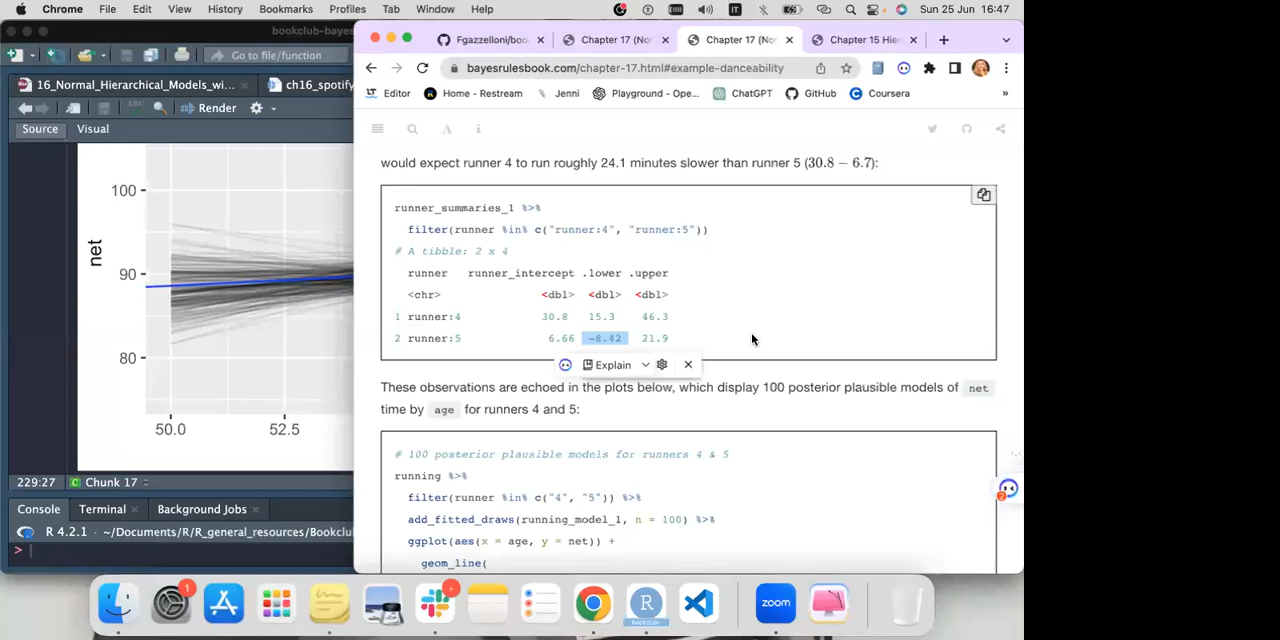 Chrome File Edit View History Bookmarks Profiles Tab Window Help IT Sun 25 Jun 16:47
bookclub-bayes
Go to file/function
16_Normal_Hierarchical_Models_wi... ch16_spotify
Render
Source Visual
100
90
80
net
50.0 52.5
229:27 C Chunk 17
Console Terminal Background Jobs
R 4.2.1 · ~/Documents/R/R_general_resources/Bookcl
>
Fgazzelloni/boo Chapter 17 (No Chapter 17 (No Chapter 15 Hier
bayesrulesbook.com/chapter-17.html#example-danceability
LT Editor Home - Restream Jenni Playground - Ope... ChatGPT GitHub Coursera »
A i
would expect runner 4 to run roughly 24.1 minutes slower than runner 5 (30.8 − 6.7):
runner_summaries_1 %>%
filter(runner %in% c("runner:4", "runner:5"))
# A tibble: 2 x 4
runner runner_intercept .lower .upper
<chr> <dbl> <dbl> <dbl>
1 runner:4 30.8 15.3 46.3
2 runner:5 6.66 -8.42 21.9
Explain
These observations are echoed in the plots below, which display 100 posterior plausible models of net
time by age for runners 4 and 5:
# 100 posterior plausible models for runners 4 & 5
running %>%
filter(runner %in% c("4", "5")) %>%
add_fitted_draws(running_model_1, n = 100) %>%
ggplot(aes(x = age, y = net)) +
geom_line(
2
1
R
zoom